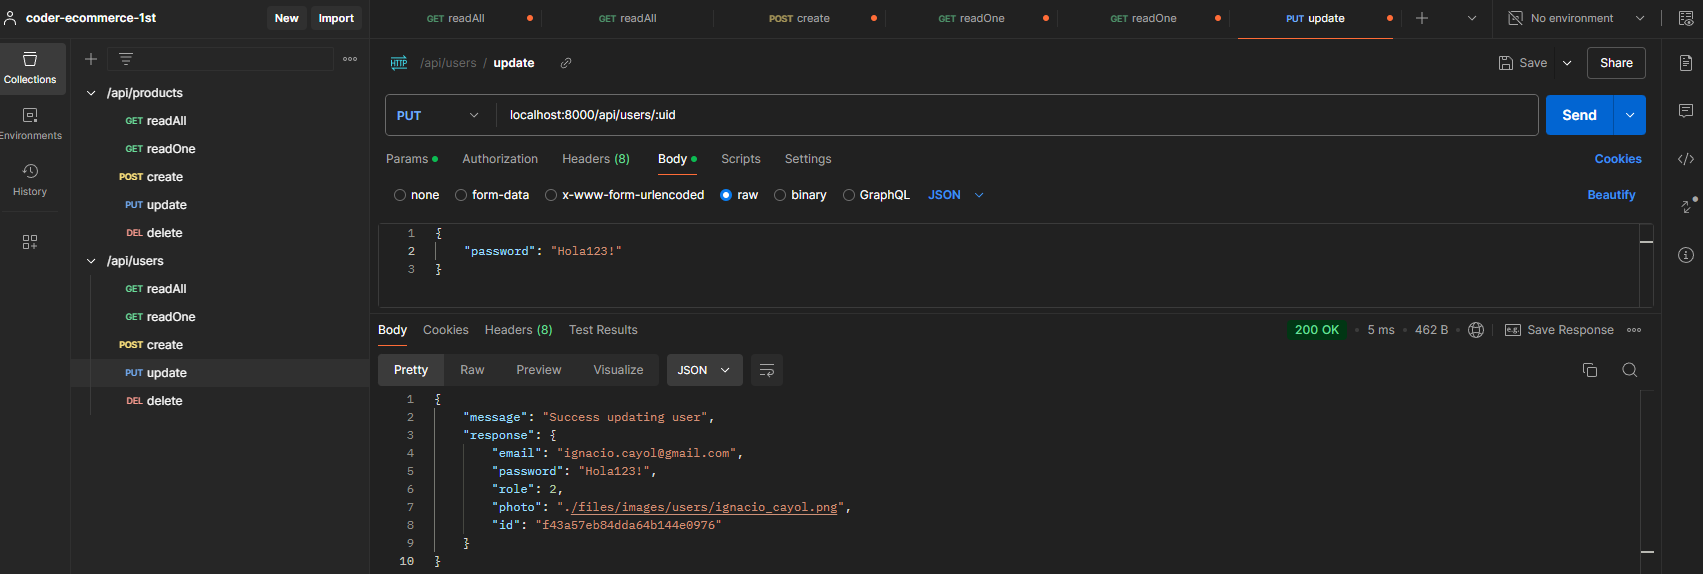 coder-ecommerce-1st New Import
GET readAll GET readAll POST create GET readOne GET readOne PUT update No environment
Collections
Environments
History
/api/products
GET readAll
GET readOne
POST create
PUT update
DEL delete
/api/users
GET readAll
GET readOne
POST create
PUT update
DEL delete
HTTP /api/users / update Save Share
PUT localhost:8000/api/users/:uid Send
Params Authorization Headers (8) Body Scripts Settings Cookies
none form-data x-www-form-urlencoded raw binary GraphQL JSON Beautify
1 {
2 "password": "Hola123!"
3 }
Body Cookies Headers (8) Test Results 200 OK 5 ms 462 B e.g. Save Response
Pretty Raw Preview Visualize JSON
1 {
2 "message": "Success updating user",
3 "response": {
4 "email": "ignacio.cayol@gmail.com",
5 "password": "Hola123!",
6 "role": 2,
7 "photo": "./files/images/users/ignacio_cayol.png",
8 "id": "f43a57eb84dda64b144e0976"
9 }
10 }